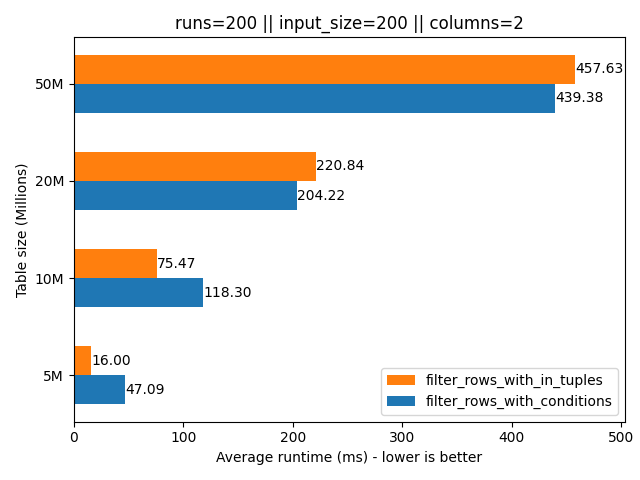 runs=200 || input_size=200 || columns=2
Table size (Millions)
50M
457.63
439.38
20M
220.84
204.22
10M
75.47
118.30
5M
16.00
47.09
filter_rows_with_in_tuples
filter_rows_with_conditions
0 100 200 300 400 500
Average runtime (ms) - lower is better